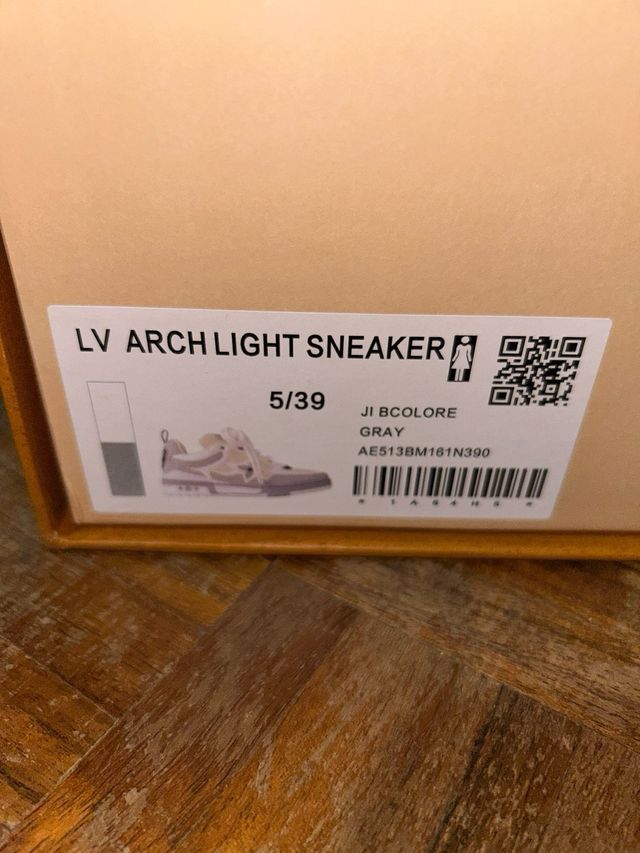 LV ARCH LIGHT SNEAKER
5/39
JI BCOLORE
GRAY
AE513BM161N390